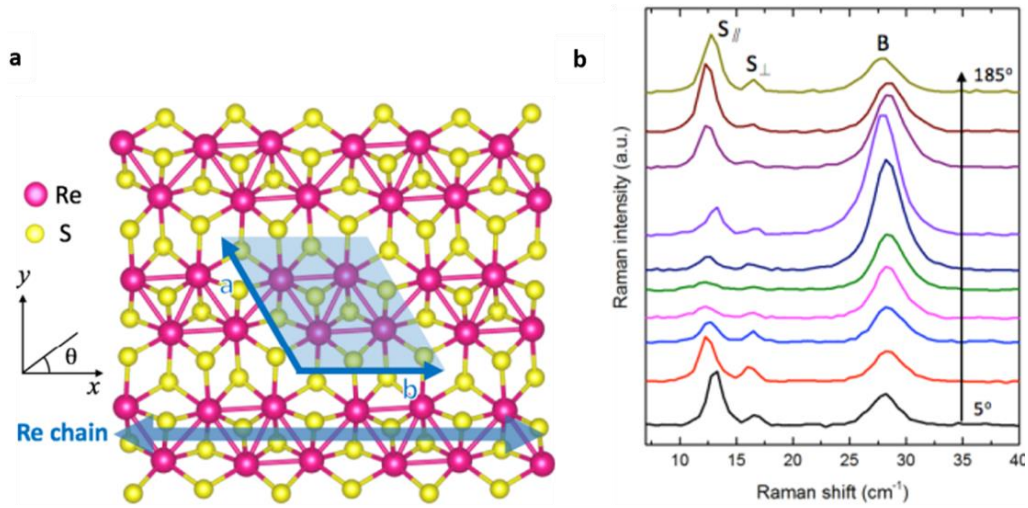 a
Re
S
y
θ
x
a
b
Re chain
b
S//
S⊥
B
185°
5°
Raman intensity (a.u.)
10 15 20 25 30 35 40
Raman shift (cm⁻¹)